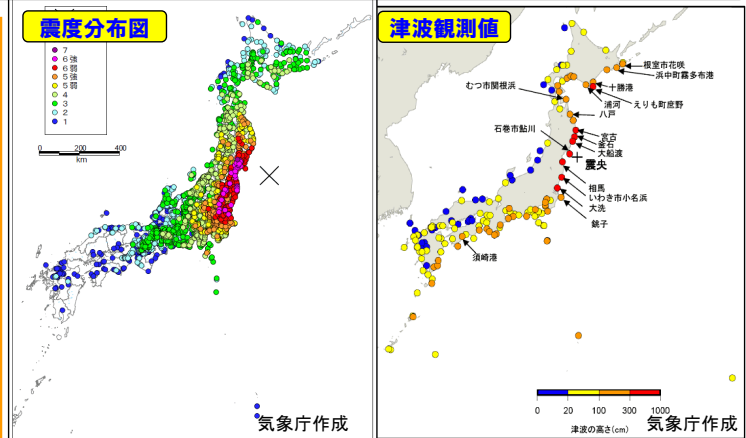 震度分布図
7
6強
6弱
5強
5弱
4
3
2
1
0 200 400
km
気象庁作成
津波観測値
根室市花咲
浜中町霧多布港
十勝港
えりも町庶野
浦河
むつ市関根浜
八戸
石巻市鮎川
宮古
釜石
大船渡
震央
相馬
いわき市小名浜
大洗
銚子
須崎港
0 20 100 300 1000
津波の高さ(cm)
気象庁作成